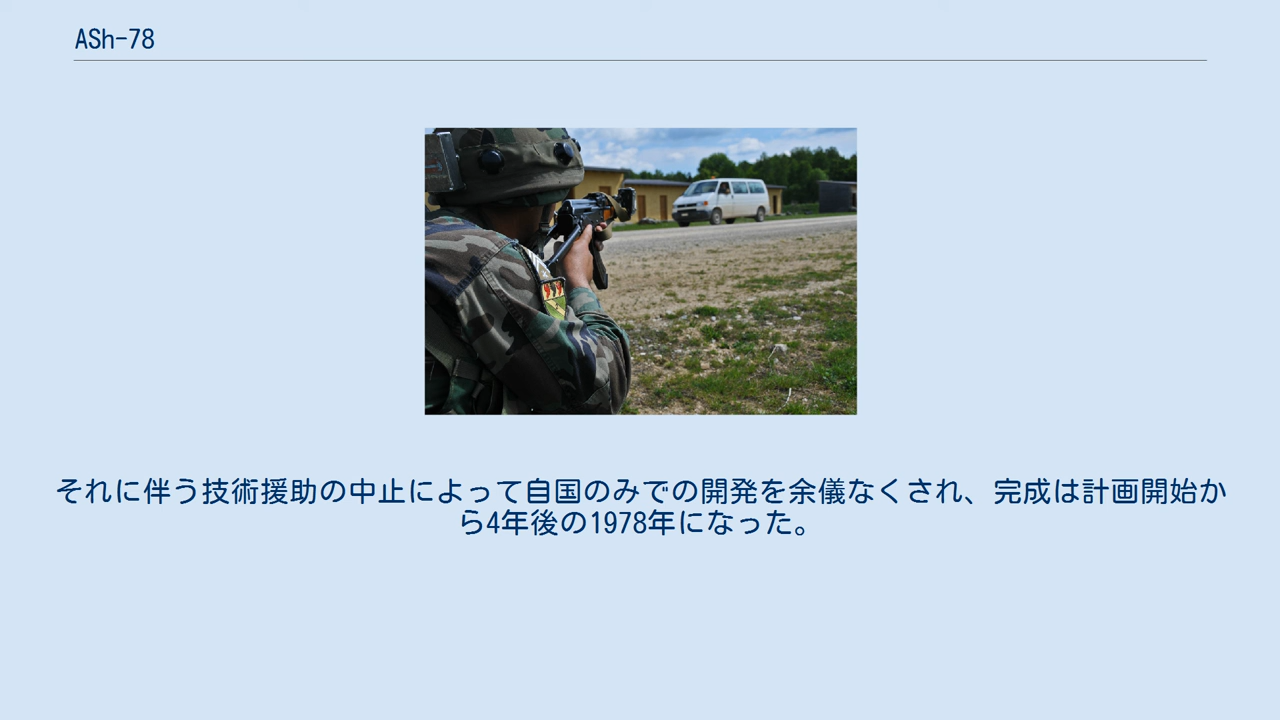 ASh-78
それに伴う技術援助の中止によって自国のみでの開発を余儀なくされ、完成は計画開始か
ら4年後の1978年になった。